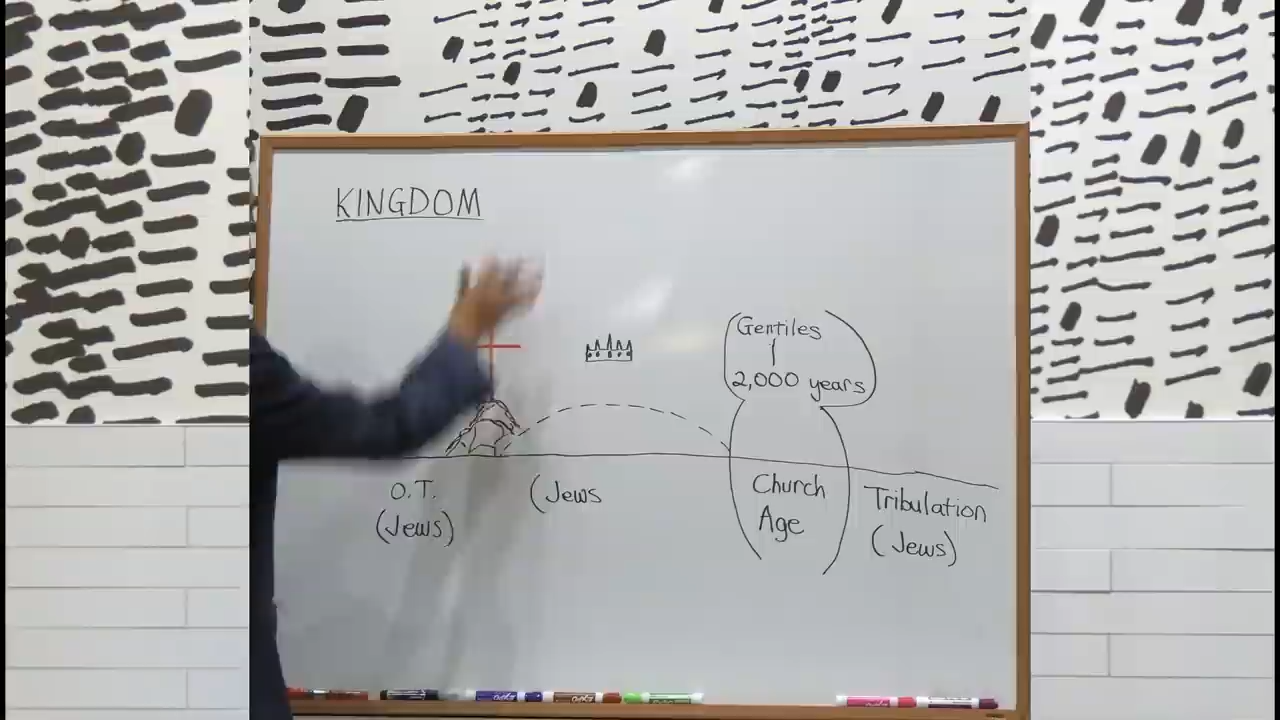 KINGDOM
Gentiles
2,000 years
O.T.
(Jews)
(Jews
Church
Age
Tribulation
(Jews)